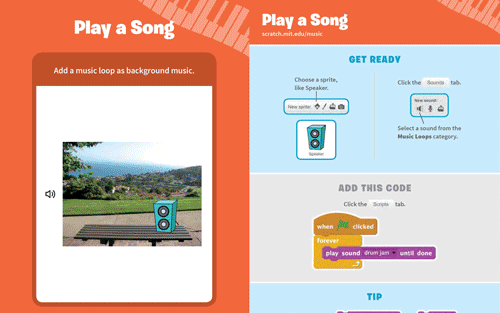 Play a Song
Add a music loop as background music.
Play a Song
scratch.mit.edu/music
GET READY
Choose a sprite,
like Speaker.
New sprite:
Speaker
Click the Sounds tab.
New sound:
Select a sound from the
Music Loops category.
ADD THIS CODE
Click the Scripts tab.
when clicked
forever
play sound drum jam until done
TIP